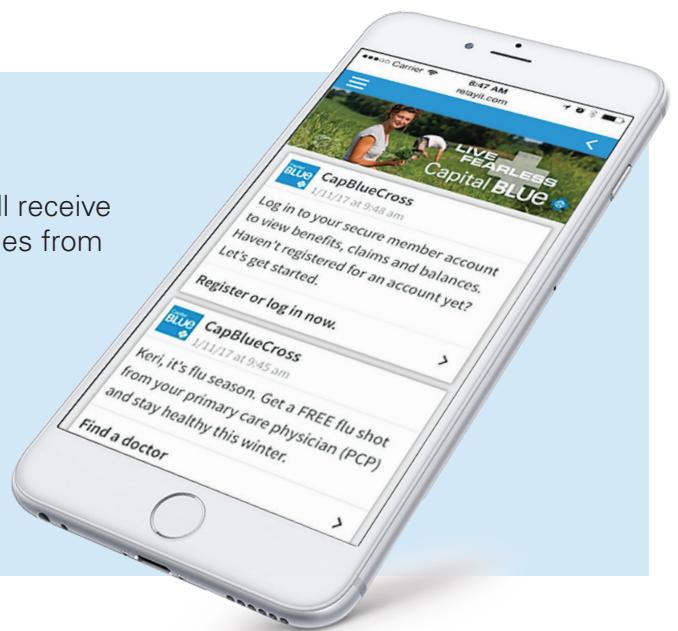 ll receive
es from
Carrier
8:47 AM
relayit.com
LIVE
FEARLESS
Capital BLUE
Capital
BLUE
CapBlueCross
1/11/17 at 9:48 am
Log in to your secure member account
to view benefits, claims and balances.
Haven't registered for an account yet?
Let's get started.
Register or log in now.
Capital
BLUE
CapBlueCross
1/11/17 at 9:45 am
Keri, it's flu season. Get a FREE flu shot
from your primary care physician (PCP)
and stay healthy this winter.
Find a doctor